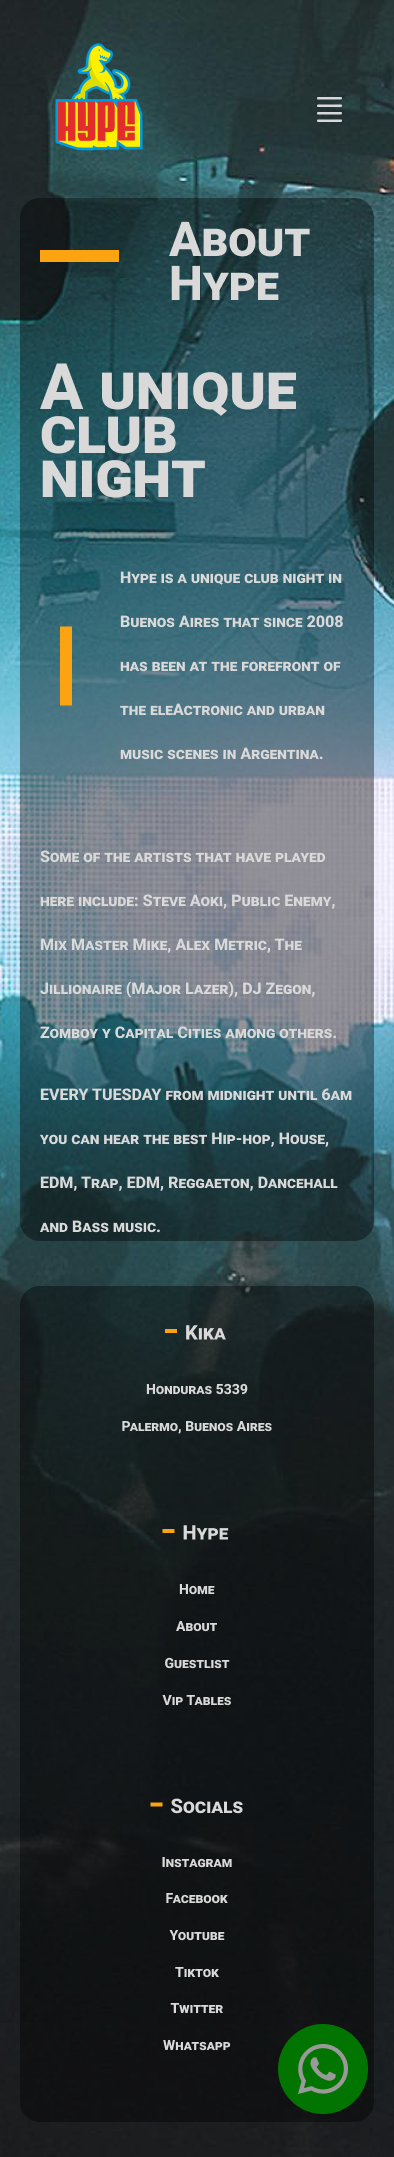 HYPE
About
Hype
A unique
club
night
Hype is a unique club night in
Buenos Aires that since 2008
has been at the forefront of
the eleActronic and urban
music scenes in Argentina.
Some of the artists that have played
here include: Steve Aoki, Public Enemy,
Mix Master Mike, Alex Metric, The
Jillionaire (Major Lazer), DJ Zegon,
Zomboy y Capital Cities among others.
EVERY TUESDAY from midnight until 6am
you can hear the best Hip-hop, House,
EDM, Trap, EDM, Reggaeton, Dancehall
and Bass music.
Kika
Honduras 5339
Palermo, Buenos Aires
Hype
Home
About
Guestlist
Vip Tables
Socials
Instagram
Facebook
Youtube
Tiktok
Twitter
Whatsapp